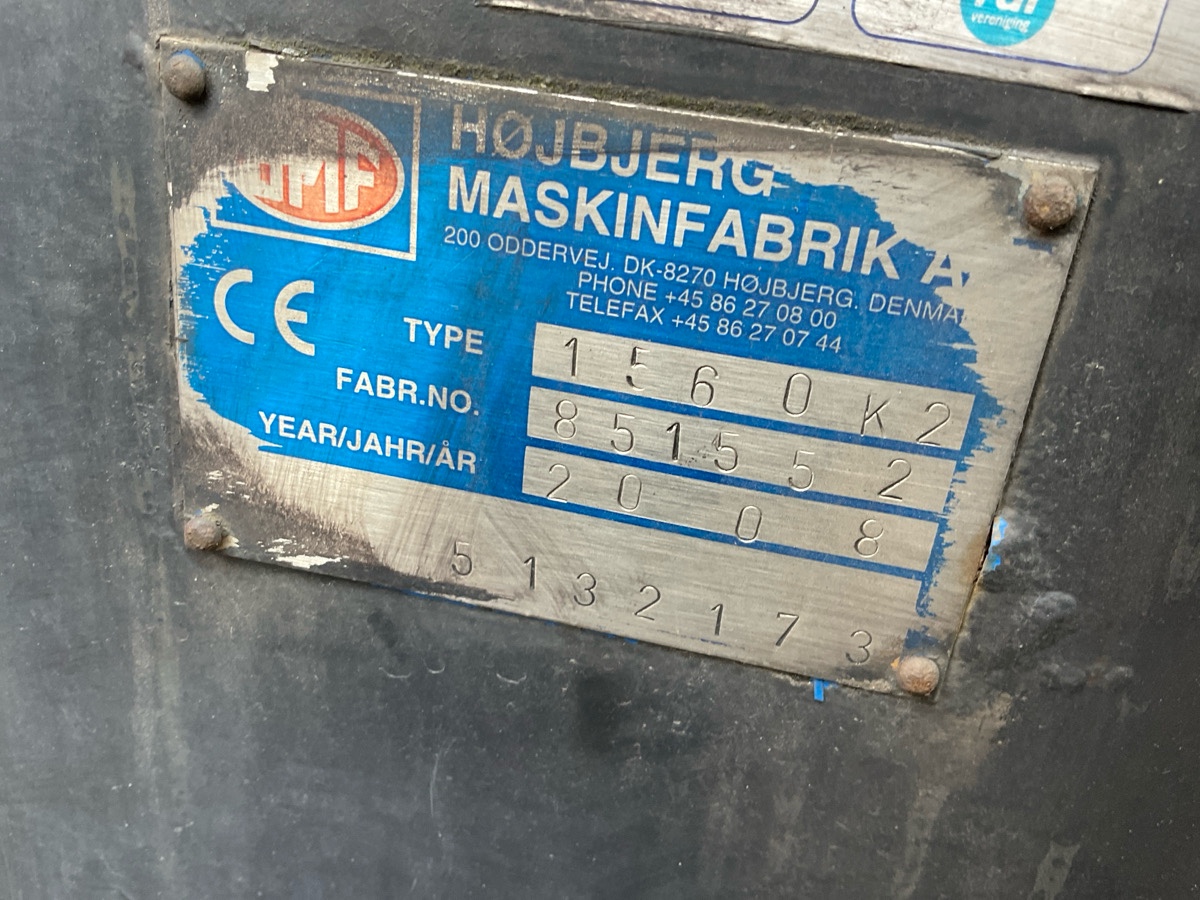 vereniging
HØJBJERG
MASKINFABRIK A
200 ODDERVEJ. DK-8270 HØJBJERG. DENMA
PHONE +45 86 27 08 00
TELEFAX +45 86 27 07 44
CE
TYPE 1560K2
FABR.NO. 851552
YEAR/JAHR/ÅR 2008
5132173